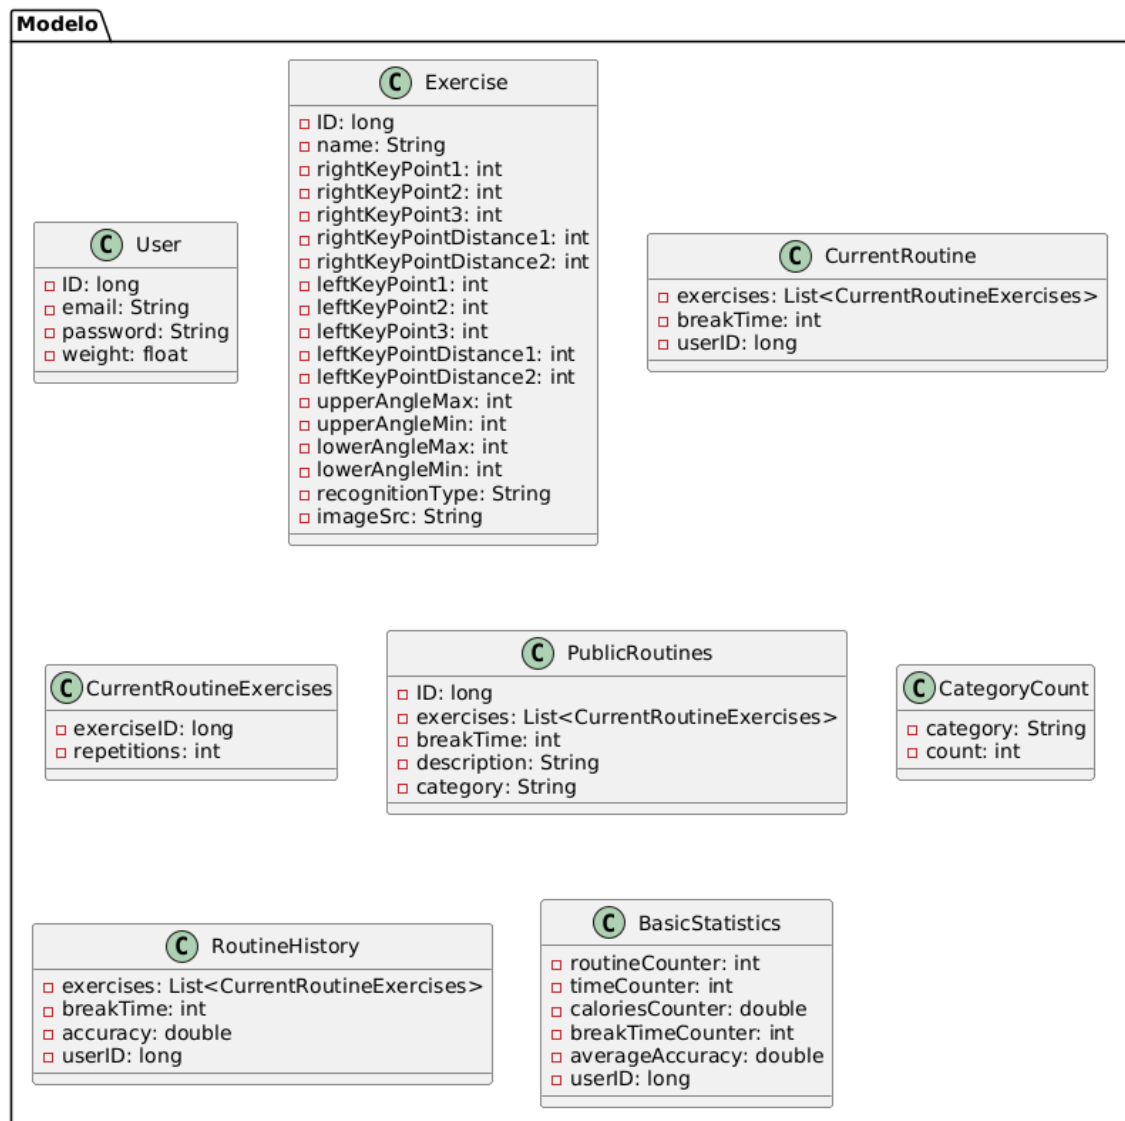 Modelo
C Exercise
ID: long
name: String
rightKeyPoint1: int
rightKeyPoint2: int
rightKeyPoint3: int
rightKeyPointDistance1: int
rightKeyPointDistance2: int
leftKeyPoint1: int
leftKeyPoint2: int
leftKeyPoint3: int
leftKeyPointDistance1: int
leftKeyPointDistance2: int
upperAngleMax: int
upperAngleMin: int
lowerAngleMax: int
lowerAngleMin: int
recognitionType: String
imageSrc: String
C User
ID: long
email: String
password: String
weight: float
C CurrentRoutine
exercises: List<CurrentRoutineExercises>
breakTime: int
userID: long
C CurrentRoutineExercises
exerciseID: long
repetitions: int
C PublicRoutines
ID: long
exercises: List<CurrentRoutineExercises>
breakTime: int
description: String
category: String
C CategoryCount
category: String
count: int
C RoutineHistory
exercises: List<CurrentRoutineExercises>
breakTime: int
accuracy: double
userID: long
C BasicStatistics
routineCounter: int
timeCounter: int
caloriesCounter: double
breakTimeCounter: int
averageAccuracy: double
userID: long